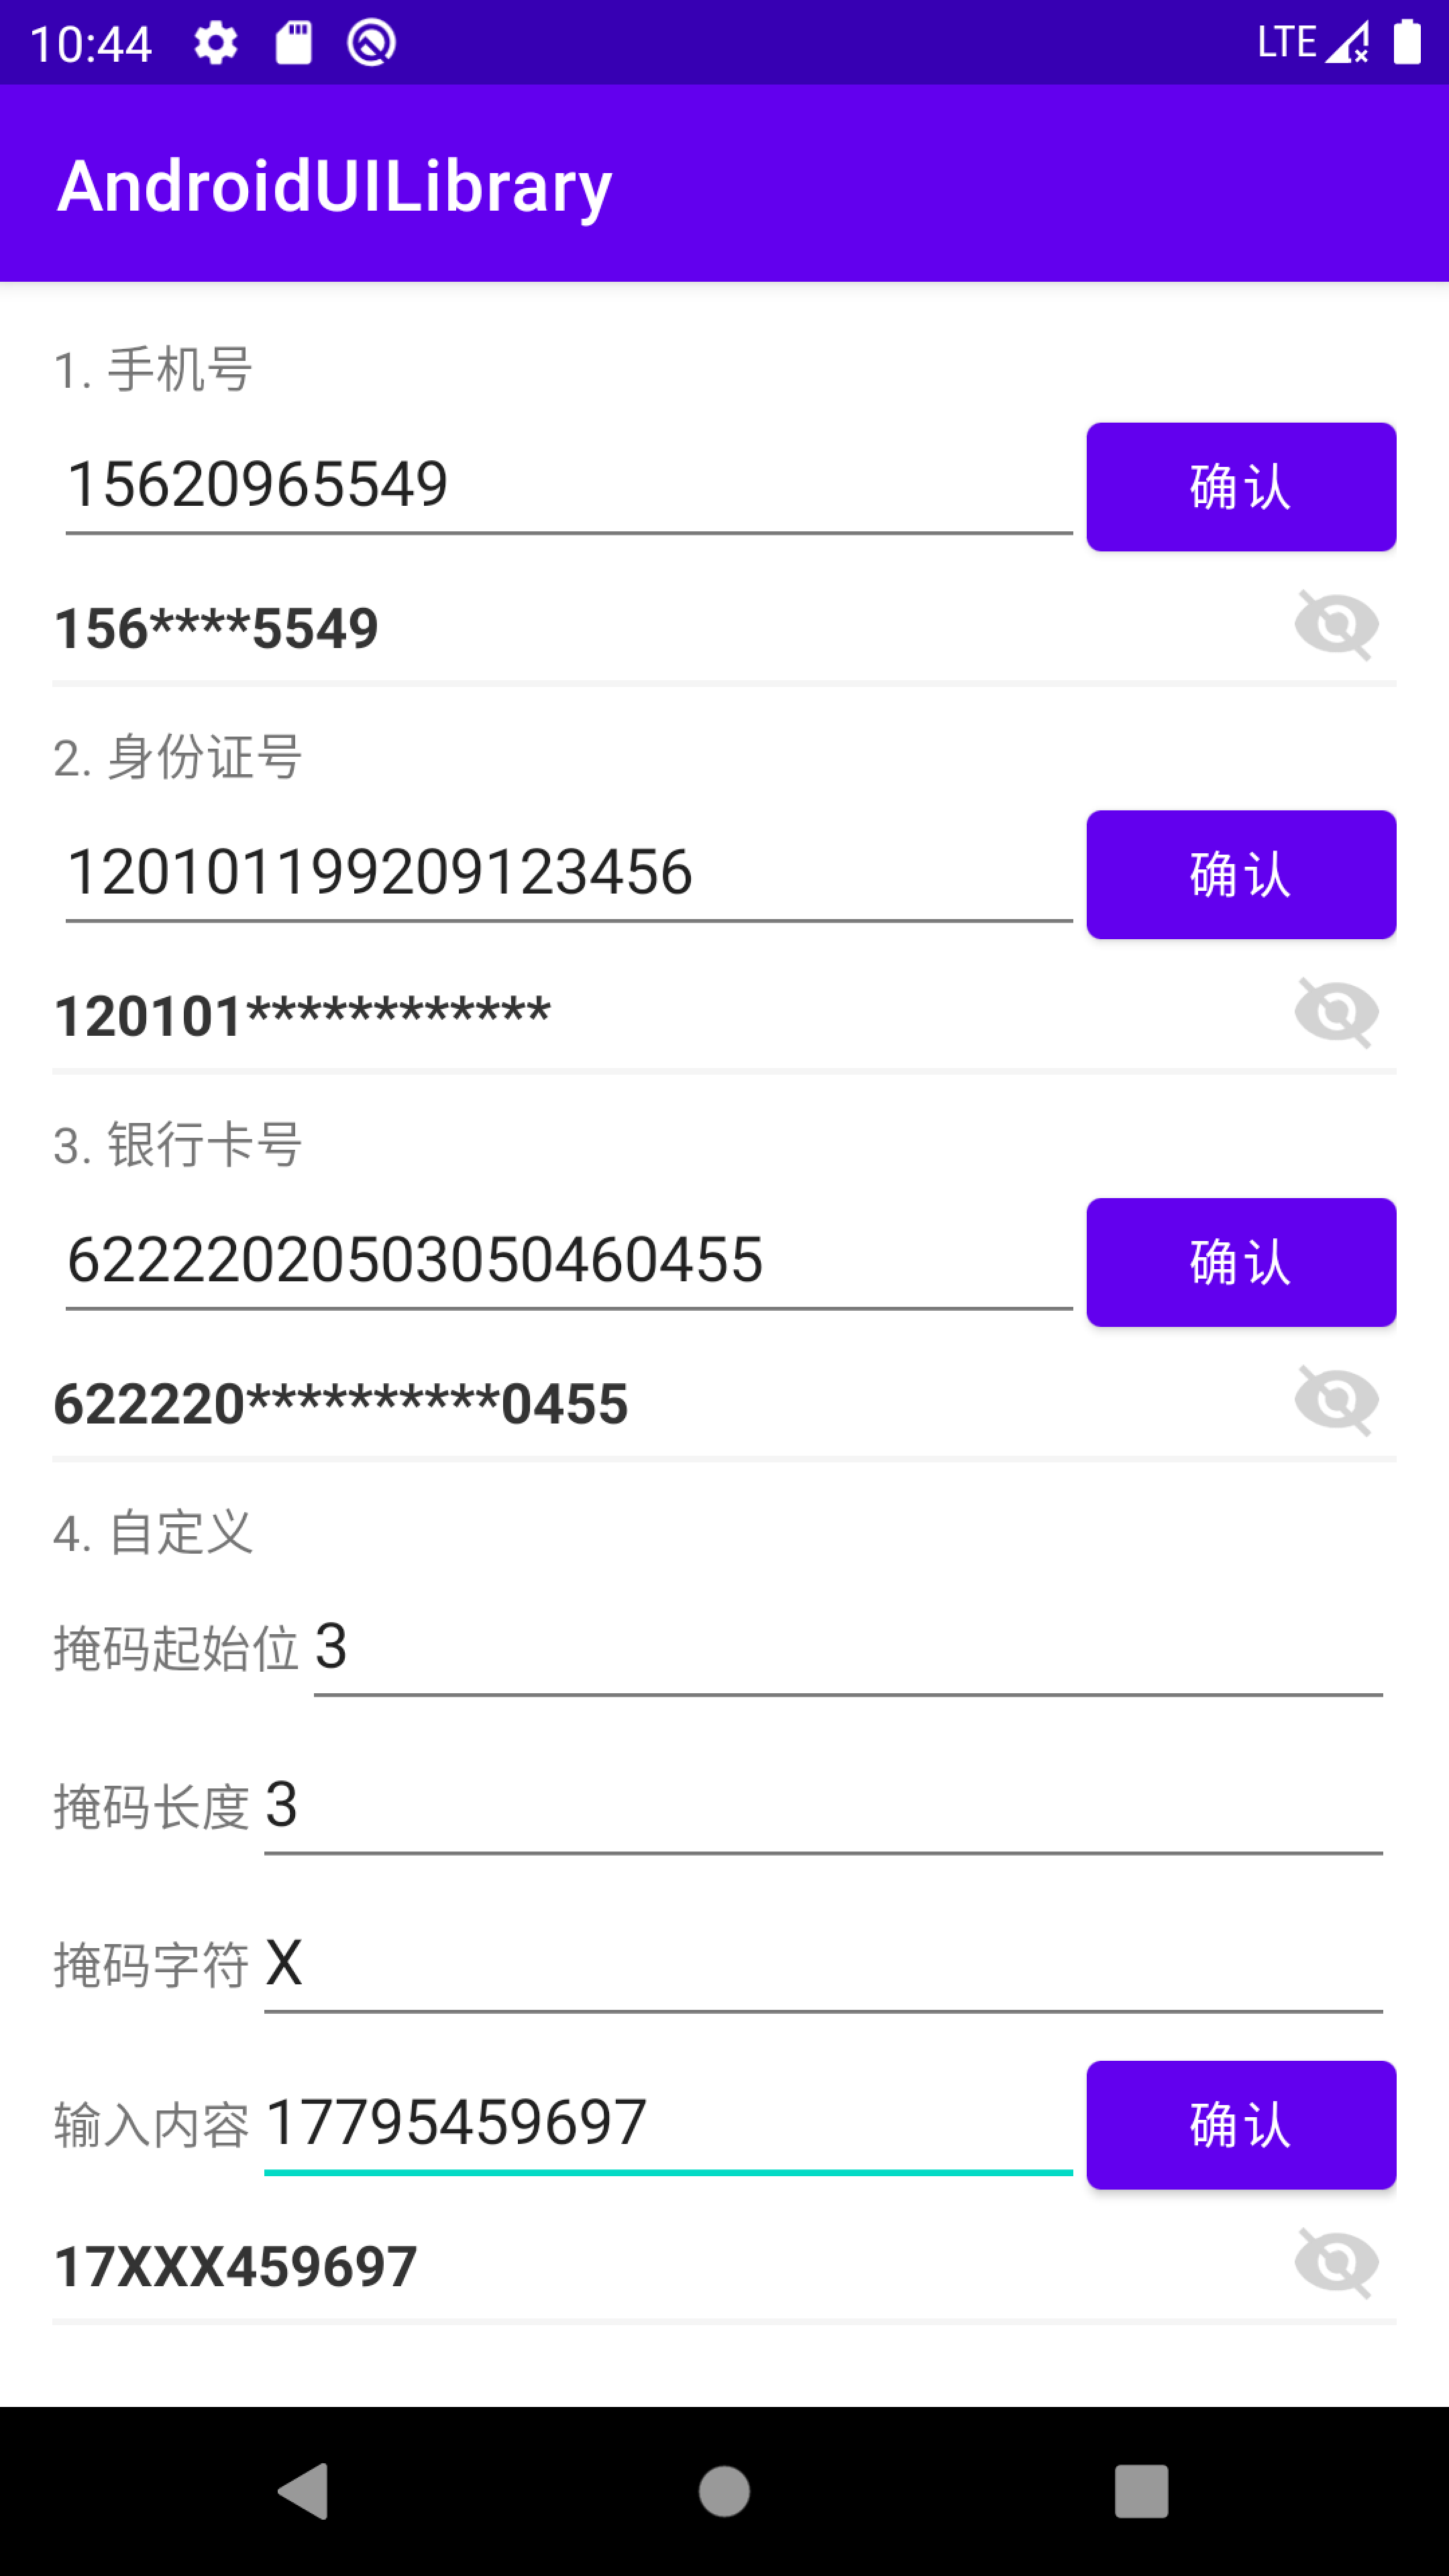 10:44 LTE
AndroidUILibrary
1. 手机号
15620965549 确认
156****5549
2. 身份证号
120101199209123456 确认
120101************
3. 银行卡号
62222020503050460455 确认
622220**********0455
4. 自定义
掩码起始位 3
掩码长度 3
掩码字符 X
输入内容 17795459697 确认
17XXX459697